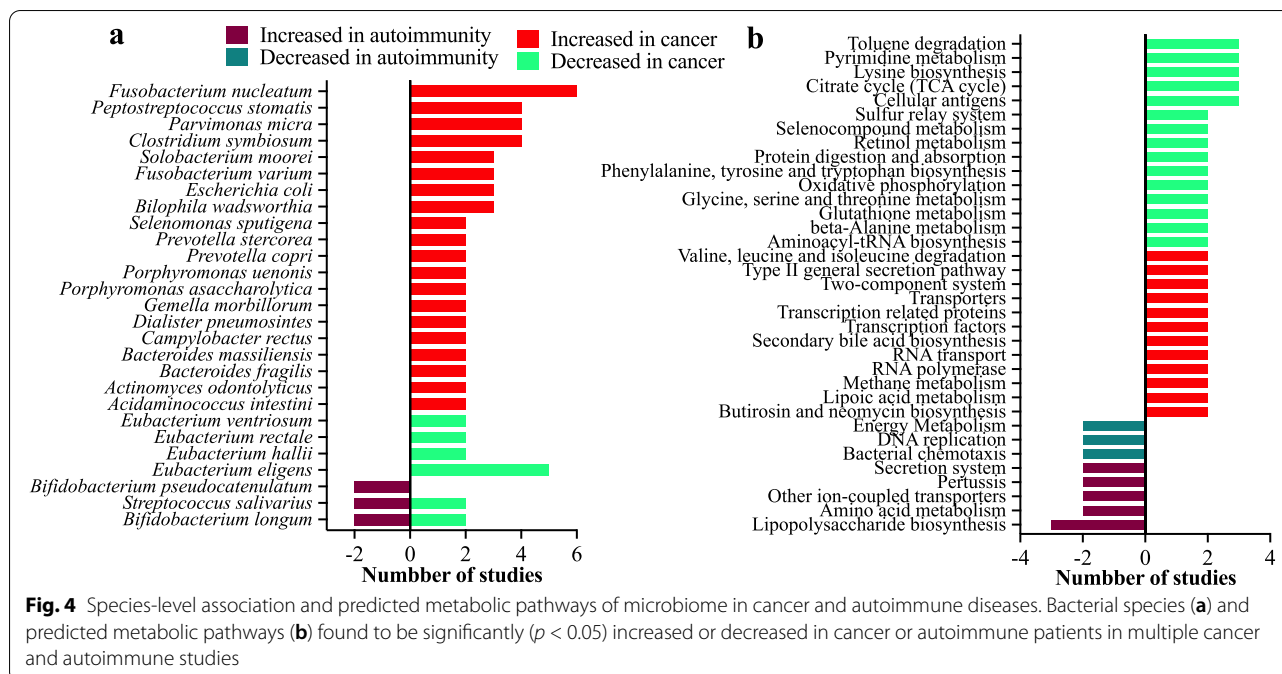 a
Increased in autoimmunity
Decreased in autoimmunity
Increased in cancer
Decreased in cancer
Fusobacterium nucleatum
Peptostreptococcus stomatis
Parvimonas micra
Clostridium symbiosum
Solobacterium moorei
Fusobacterium varium
Escherichia coli
Bilophila wadsworthia
Selenomonas sputigena
Prevotella stercorea
Prevotella copri
Porphyromonas uenonis
Porphyromonas asaccharolytica
Gemella morbillorum
Dialister pneumosintes
Campylobacter rectus
Bacteroides massiliensis
Bacteroides fragilis
Actinomyces odontolyticus
Acidaminococcus intestini
Eubacterium ventriosum
Eubacterium rectale
Eubacterium hallii
Eubacterium eligens
Bifidobacterium pseudocatenulatum
Streptococcus salivarius
Bifidobacterium longum
-2 0 2 4 6
Numbber of studies
b
Toluene degradation
Pyrimidine metabolism
Lysine biosynthesis
Citrate cycle (TCA cycle)
Cellular antigens
Sulfur relay system
Selenocompound metabolism
Retinol metabolism
Protein digestion and absorption
Phenylalanine, tyrosine and tryptophan biosynthesis
Oxidative phosphorylation
Glycine, serine and threonine metabolism
Glutathione metabolism
beta-Alanine metabolism
Aminoacyl-tRNA biosynthesis
Valine, leucine and isoleucine degradation
Type II general secretion pathway
Two-component system
Transporters
Transcription related proteins
Transcription factors
Secondary bile acid biosynthesis
RNA transport
RNA polymerase
Methane metabolism
Lipoic acid metabolism
Butirosin and neomycin biosynthesis
Energy Metabolism
DNA replication
Bacterial chemotaxis
Secretion system
Pertussis
Other ion-coupled transporters
Amino acid metabolism
Lipopolysaccharide biosynthesis
-4 -2 0 2 4
Numbber of studies
Fig. 4 Species-level association and predicted metabolic pathways of microbiome in cancer and autoimmune diseases. Bacterial species (a) and
predicted metabolic pathways (b) found to be significantly (p < 0.05) increased or decreased in cancer or autoimmune patients in multiple cancer
and autoimmune studies